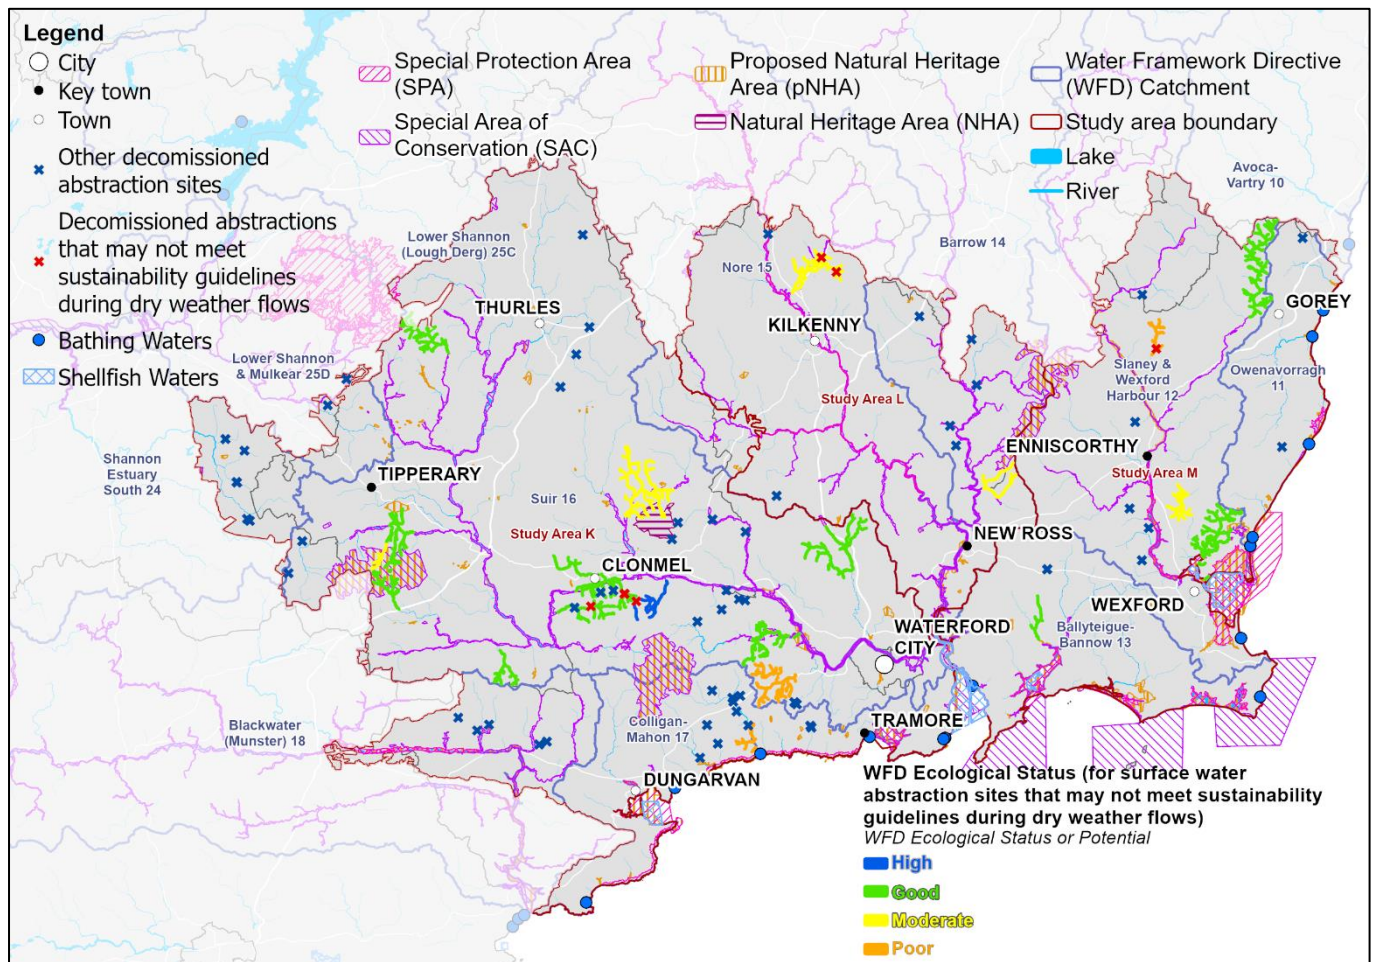 Legend
City
Key town
Town
Other decomissioned
abstraction sites
Decomissioned abstractions
that may not meet
sustainability guidelines
during dry weather flows
Bathing Waters
Shellfish Waters
Special Protection Area
(SPA)
Special Area of
Conservation (SAC)
Proposed Natural Heritage
Area (pNHA)
Natural Heritage Area (NHA)
Water Framework Directive
(WFD) Catchment
Study area boundary
Lake
River
Avoca-
Vartry 10
Lower Shannon
(Lough Derg) 25C
Barrow 14
Nore 15
THURLES
KILKENNY
GOREY
Lower Shannon
& Mulkear 25D
Slaney &
Wexford
Harbour 12
Owenavorragh
11
Study Area L
ENNISCORTHY
Shannon
Estuary
South 24
TIPPERARY
Study Area M
Suir 16
Study Area K
NEW ROSS
CLONMEL
WEXFORD
WATERFORD
CITY
Ballyteigue-
Bannow 13
Blackwater
(Munster) 18
Colligan-
Mahon 17
TRAMORE
DUNGARVAN
WFD Ecological Status (for surface water
abstraction sites that may not meet sustainability
guidelines during dry weather flows)
WFD Ecological Status or Potential
High
Good
Moderate
Poor